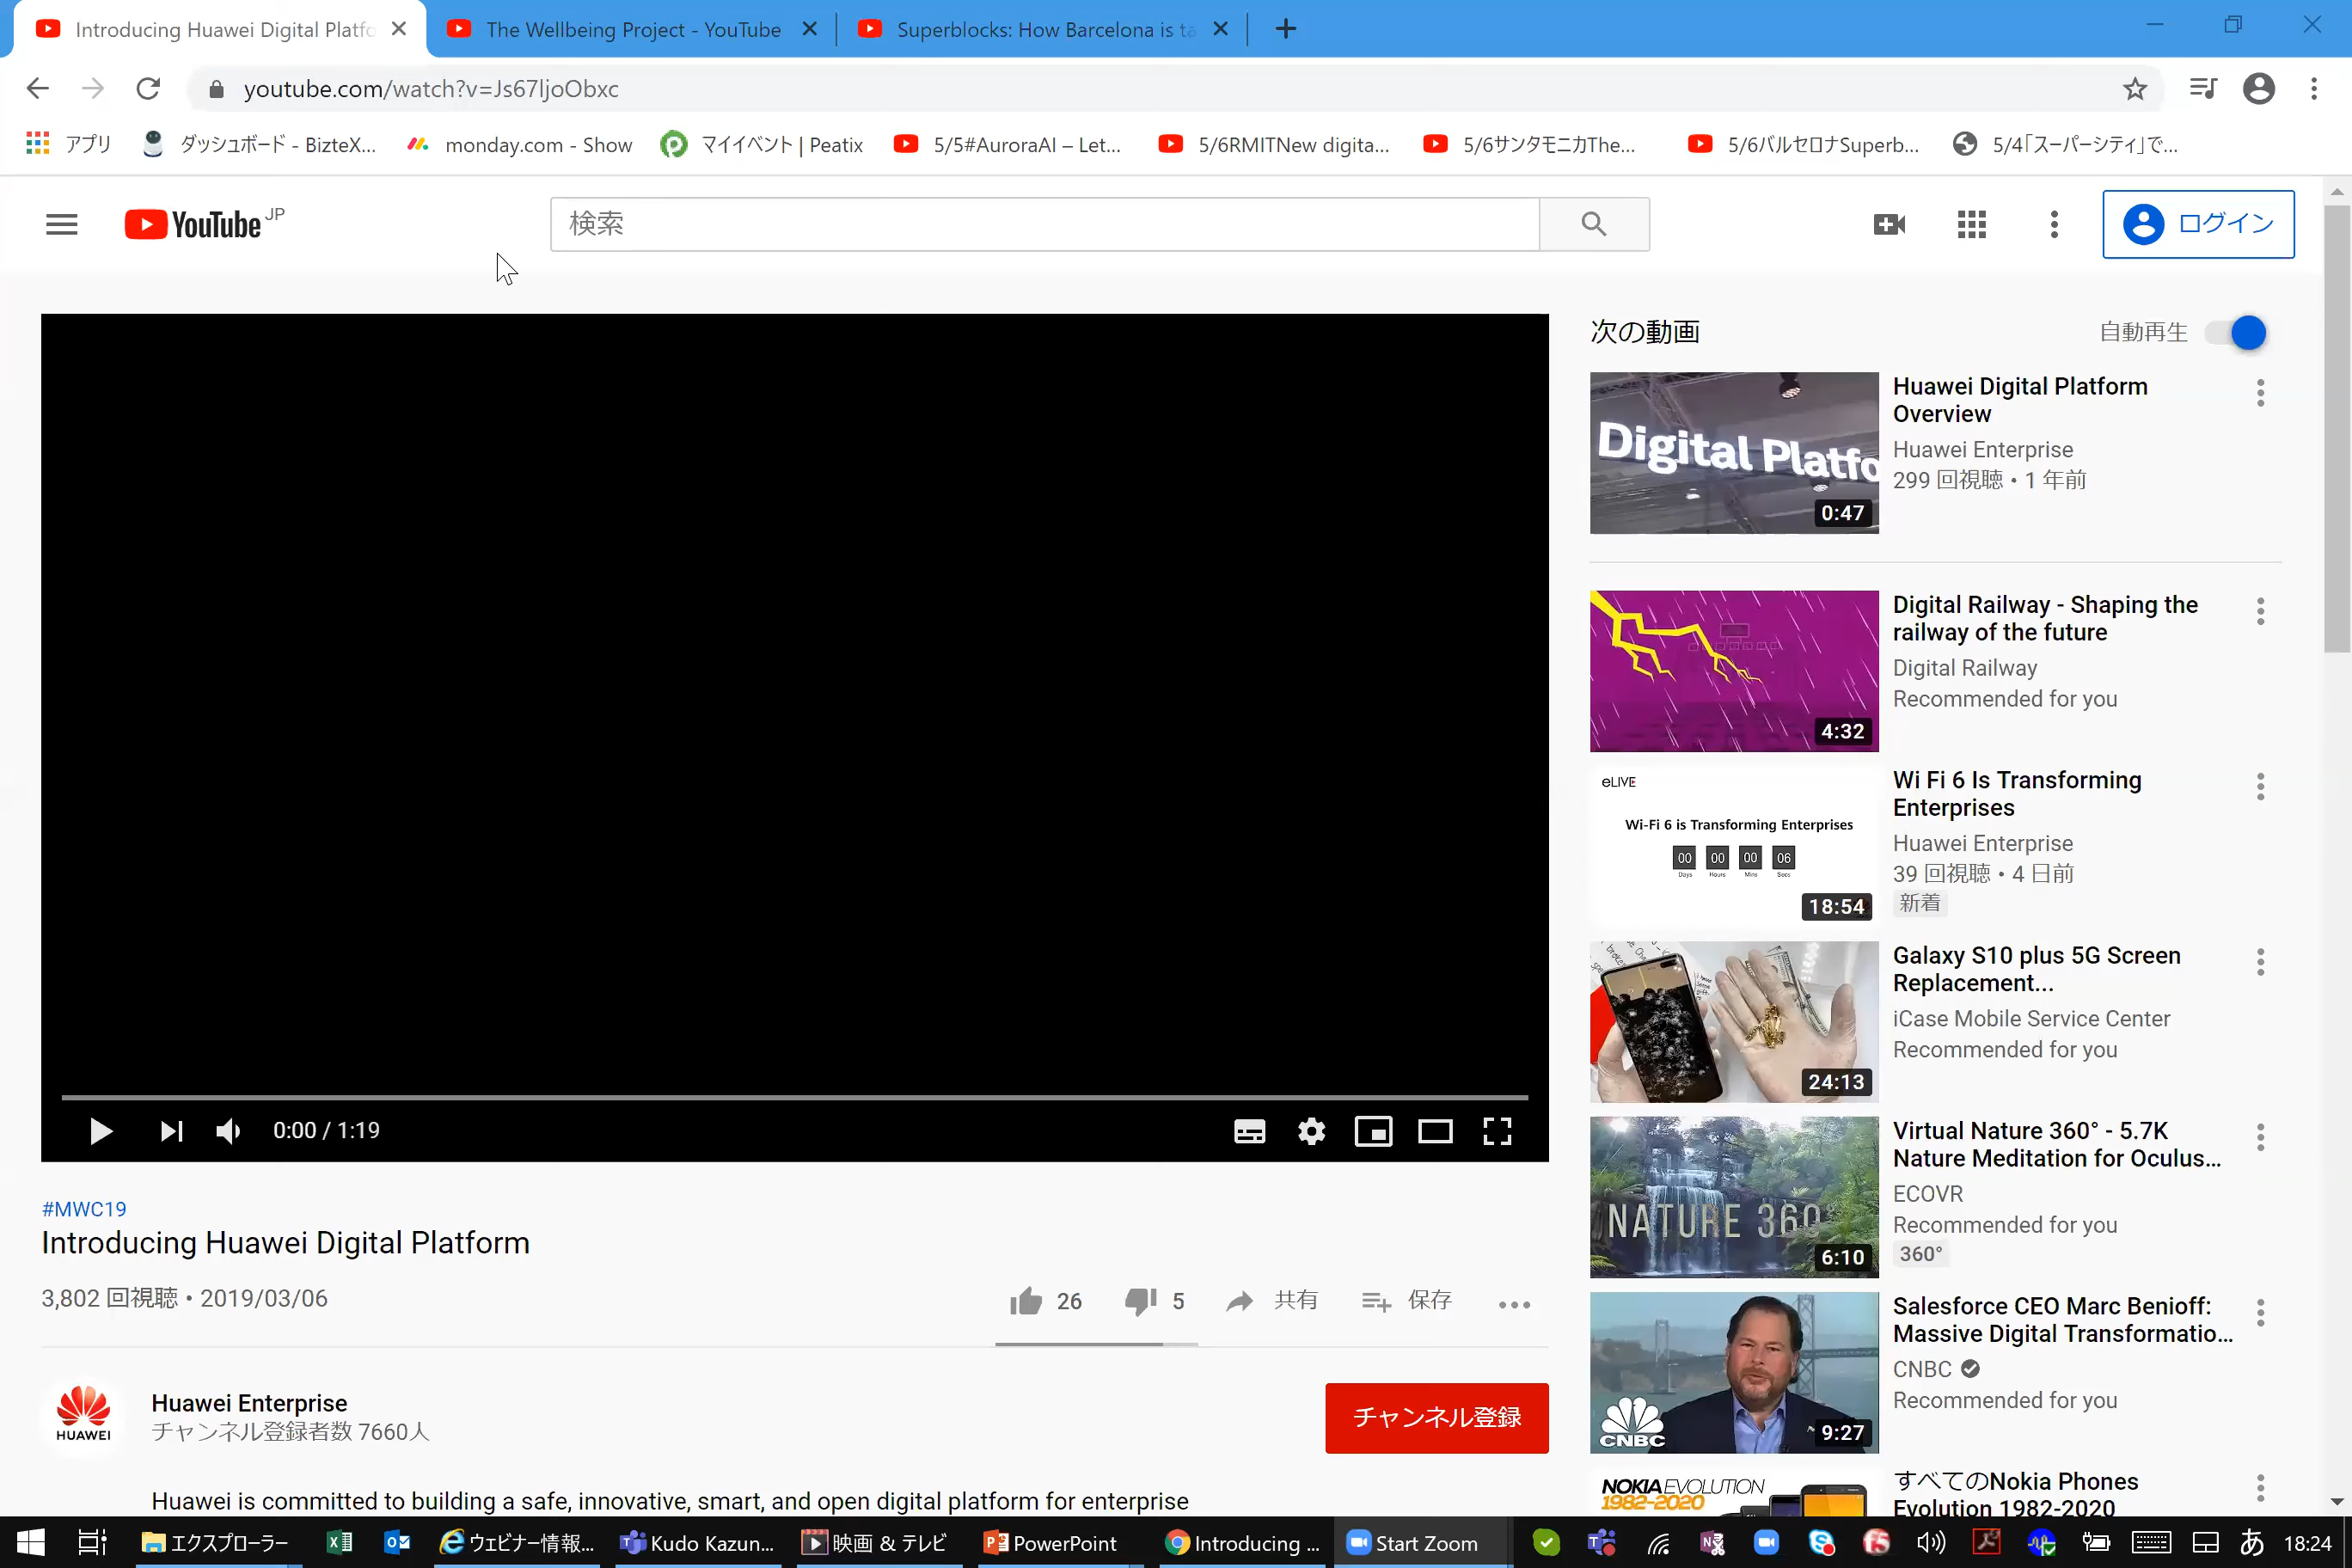 Introducing Huawei Digital Platfo
The Wellbeing Project - YouTube
Superblocks: How Barcelona is ta
youtube.com/watch?v=Js67ljoObxc
アプリ
ダッシュボード - BizteX...
monday.com - Show
マイイベント | Peatix
5/5#AuroraAI – Let...
5/6RMITNew digita...
5/6サンタモニカThe...
5/6バルセロナSuperb...
5/4「スーパーシティ」で...
YouTube JP
検索
ログイン
次の動画
自動再生
Digital Platfo
0:47
Huawei Digital Platform
Overview
Huawei Enterprise
299 回視聴・1 年前
4:32
Digital Railway - Shaping the
railway of the future
Digital Railway
Recommended for you
eLIVE
Wi-Fi 6 is Transforming Enterprises
00 00 00 06
Days Hours Mins Secs
18:54
Wi Fi 6 Is Transforming
Enterprises
Huawei Enterprise
39 回視聴・4 日前
新着
24:13
Galaxy S10 plus 5G Screen
Replacement...
iCase Mobile Service Center
Recommended for you
NATURE 360°
6:10
Virtual Nature 360° - 5.7K
Nature Meditation for Oculus...
ECOVR
Recommended for you
360°
CNBC
9:27
Salesforce CEO Marc Benioff:
Massive Digital Transformatio...
CNBC
Recommended for you
NOKIA EVOLUTION
1982-2020
すべてのNokia Phones
Evolution 1982-2020
0:00 / 1:19
#MWC19
Introducing Huawei Digital Platform
3,802 回視聴・2019/03/06
26
5
共有
保存
HUAWEI
Huawei Enterprise
チャンネル登録者数 7660人
チャンネル登録
Huawei is committed to building a safe, innovative, smart, and open digital platform for enterprise
エクスプローラー
ウェビナー情報...
Kudo Kazun...
映画 & テレビ
PowerPoint
Introducing ...
Start Zoom
あ
18:24